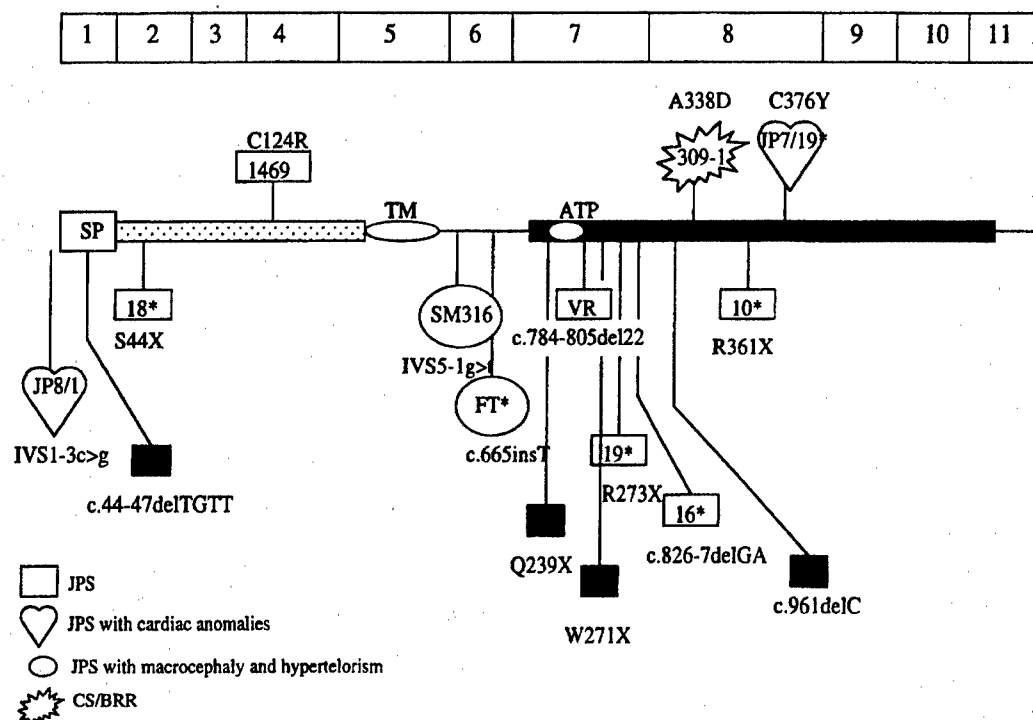 1 2 3 4 5 6 7 8 9 10 11
A338D C376Y
C124R
1469
309-1
JP7/19*
SP
TM
ATP
18*
S44X
SM316
IVS5-1g>t
VR
c.784-805del22
10*
R361X
JP8/1
IVS1-3c>g
FT*
c.665insT
c.44-47delTGTT
19*
R273X
16*
c.826-7delGA
Q239X
W271X
c.961delC
JPS
JPS with cardiac anomalies
JPS with macrocephaly and hypertelorism
CS/BRR